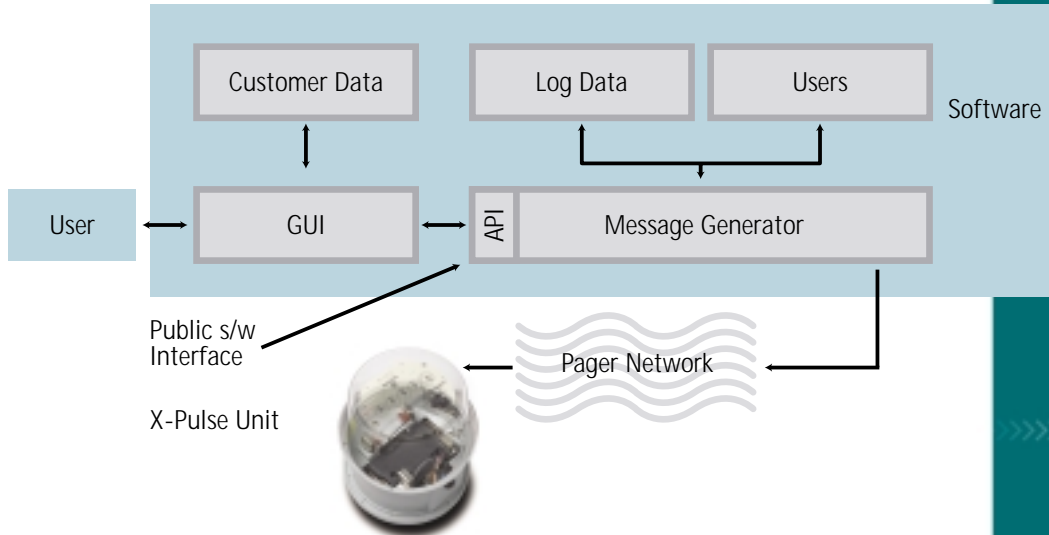 Customer Data
Log Data
Users
Software
User
GUI
API
Message Generator
Public s/w
Interface
Pager Network
X-Pulse Unit